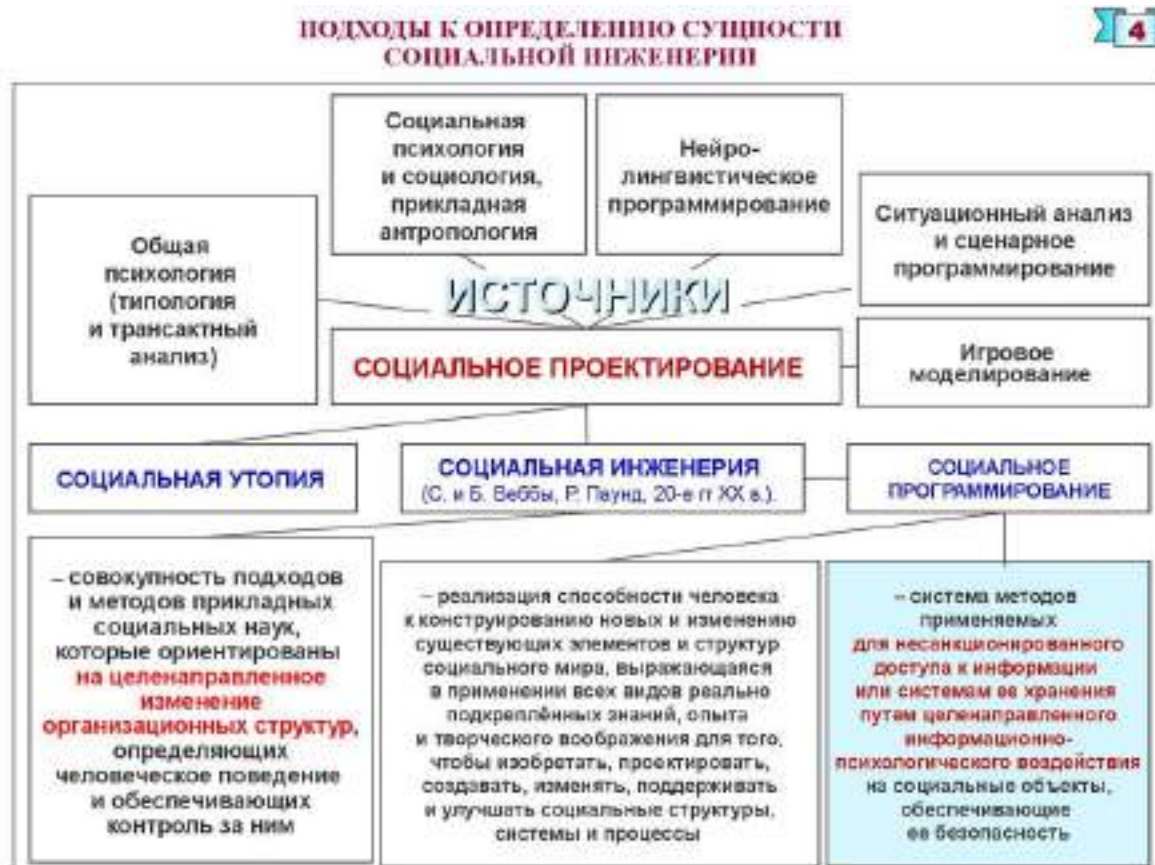 ПОДХОДЫ К ОПРЕДЕЛЕНИЮ СУЩНОСТИ
СОЦИАЛЬНОЙ ИНЖЕНЕРИИ
4
Социальная
психология
и социология,
прикладная
антропология
Нейро-
лингвистическое
программирование
Общая
психология
(типология
и трансактный
анализ)
Ситуационный анализ
и сценарное
программирование
ИСТОЧНИКИ
СОЦИАЛЬНОЕ ПРОЕКТИРОВАНИЕ
Игровое
моделирование
СОЦИАЛЬНАЯ УТОПИЯ
СОЦИАЛЬНАЯ ИНЖЕНЕРИЯ
(С. и Б. Веббы, Р. Паунд, 20-е гг XX в.).
СОЦИАЛЬНОЕ
ПРОГРАММИРОВАНИЕ
– совокупность подходов
и методов прикладных
социальных наук,
которые ориентированы
на целенаправленное
изменение
организационных структур,
определяющих
человеческое поведение
и обеспечивающих
контроль за ним
– реализация способности человека
к конструированию новых и изменению
существующих элементов и структур
социального мира, выражающаяся
в применении всех видов реально
подкреплённых знаний, опыта
и творческого воображения для того,
чтобы изобретать, проектировать,
создавать, изменять, поддерживать
и улучшать социальные структуры,
системы и процессы
– система методов
применяемых
для несанкционированного
доступа к информации
или системам ее хранения
путем целенаправленного
информационно-
психологического воздействия
на социальные объекты,
обеспечивающие
ее безопасность